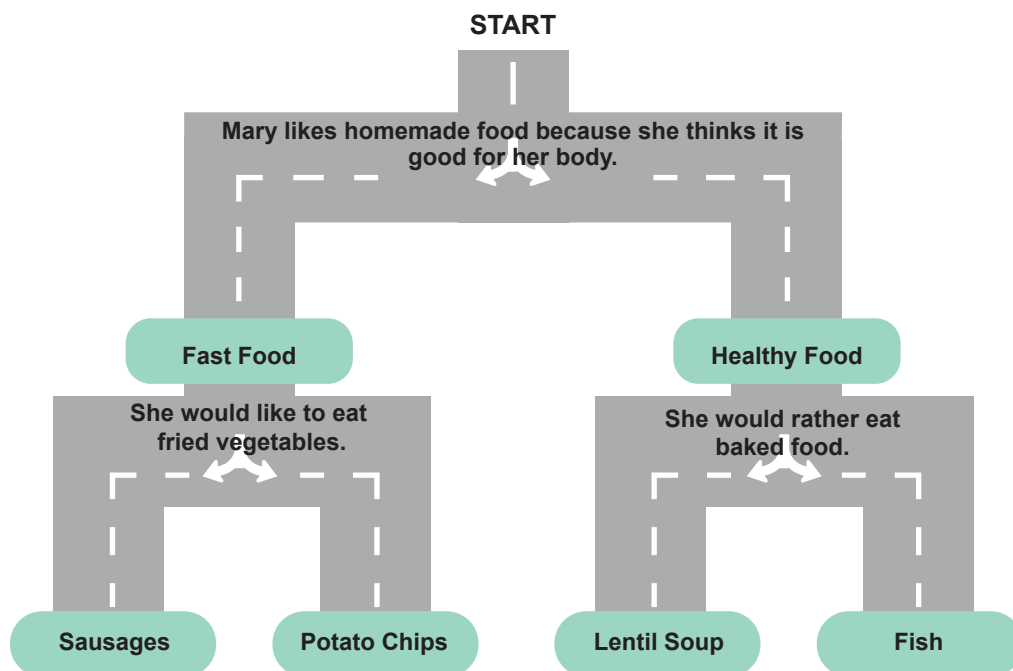 START
Mary likes homemade food because she thinks it is
good for her body.
Fast Food
Healthy Food
She would like to eat
fried vegetables.
She would rather eat
baked food.
Sausages
Potato Chips
Lentil Soup
Fish